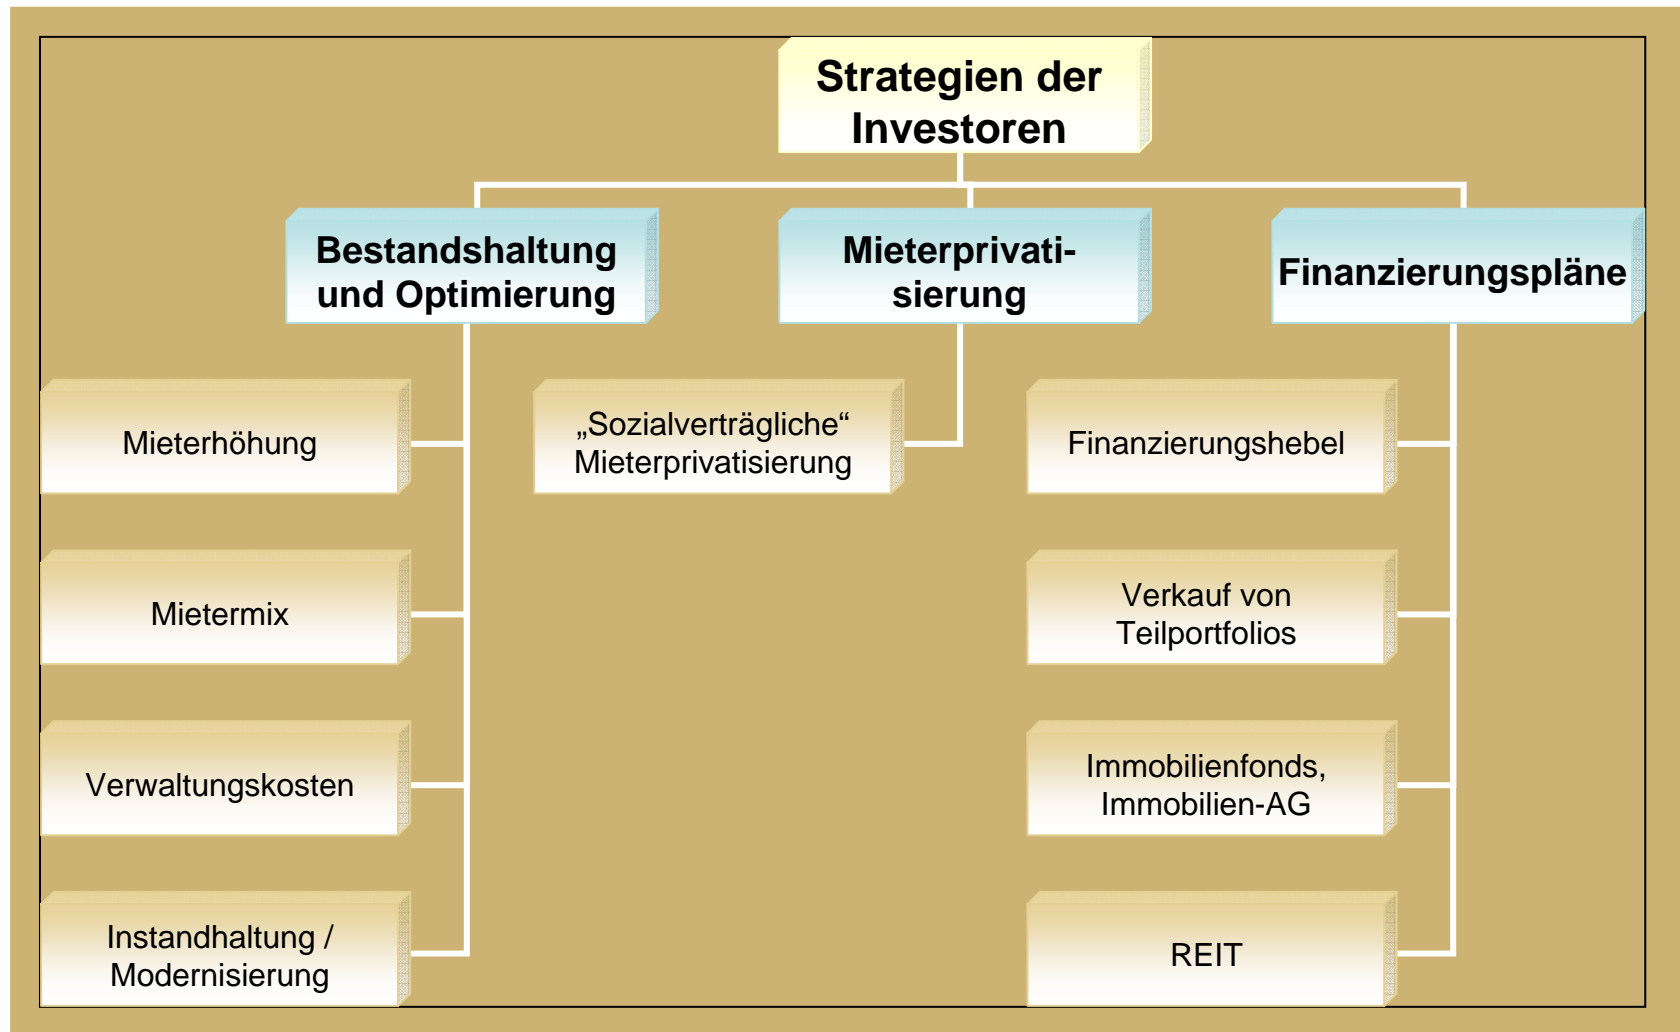 Strategien der
Investoren
Bestandshaltung
und Optimierung
Mieterprivati-
sierung
Finanzierungspläne
Mieterhöhung
„Sozialverträgliche“
Mieterprivatisierung
Finanzierungshebel
Mietermix
Verkauf von
Teilportfolios
Verwaltungskosten
Immobilienfonds,
Immobilien-AG
Instandhaltung /
Modernisierung
REIT